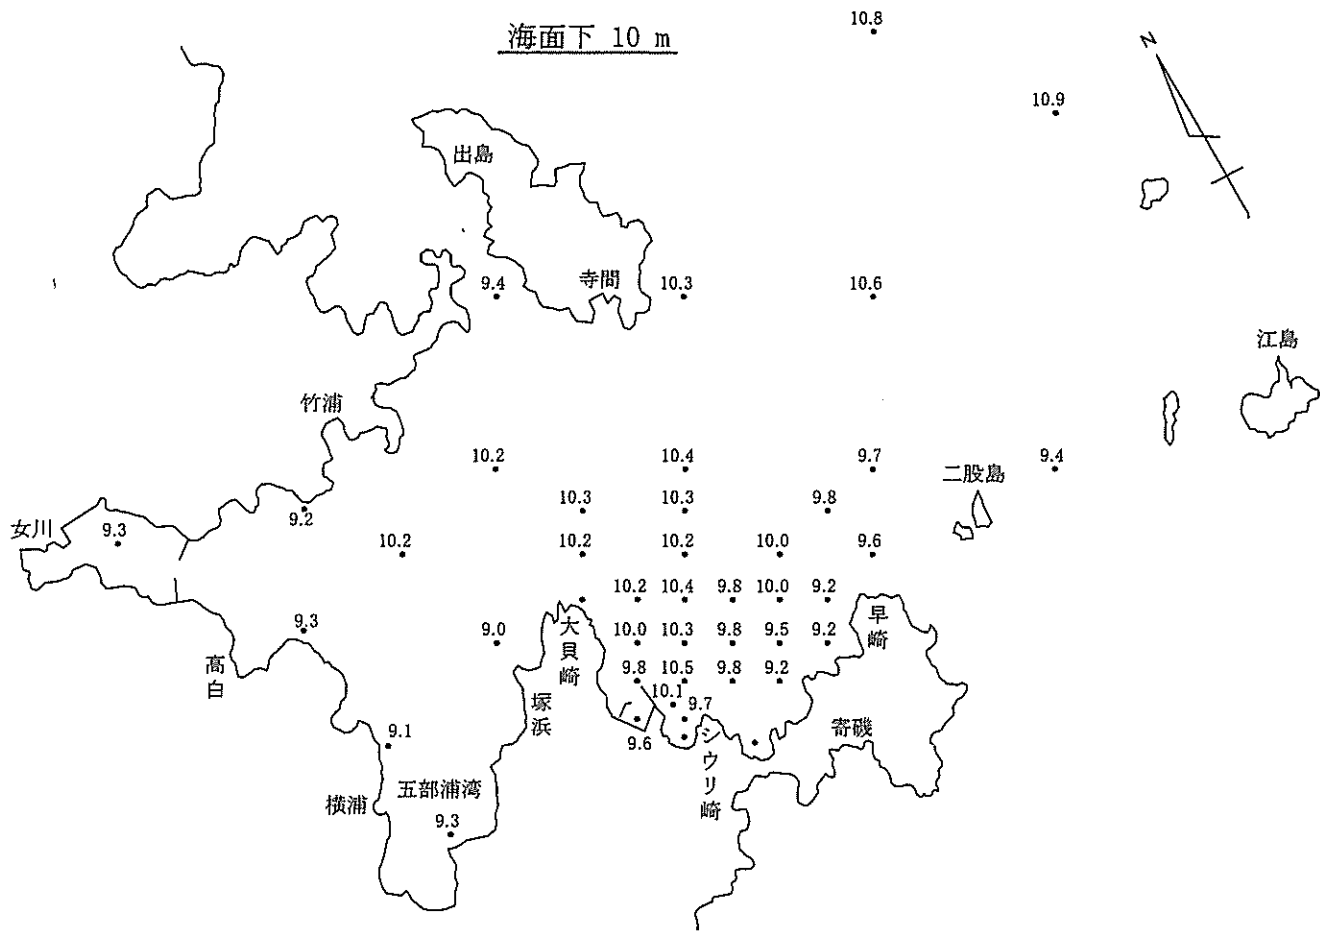 海面下 10 m
10.8
N
10.9
出島
寺間
9.4
10.3
10.6
江島
竹浦
10.2
10.4
9.7
二股島
9.4
10.3
10.3
9.8
女川
9.3
9.2
10.2
10.2
10.2
10.0
9.6
10.2
10.4
9.8
10.0
9.2
9.3
9.0
大貝崎
10.0
10.3
9.8
9.5
9.2
早崎
高白
9.8
10.5
9.8
9.2
塚浜
10.1
9.7
9.1
9.6
シウリ崎
寄磯
横浦
五部浦湾
9.3